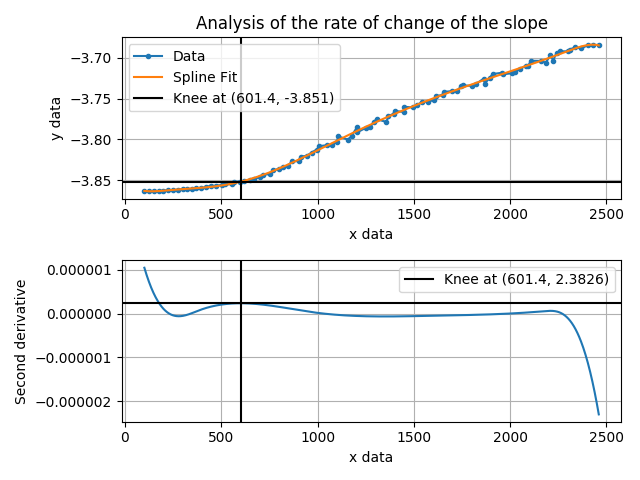 Analysis of the rate of change of the slope
Data
Spline Fit
Knee at (601.4, -3.851)
y data
−3.70
−3.75
−3.80
−3.85
0
500
1000
1500
2000
2500
x data
Knee at (601.4, 2.3826)
Second derivative
0.000001
0.000000
−0.000001
−0.000002
0
500
1000
1500
2000
2500
x data